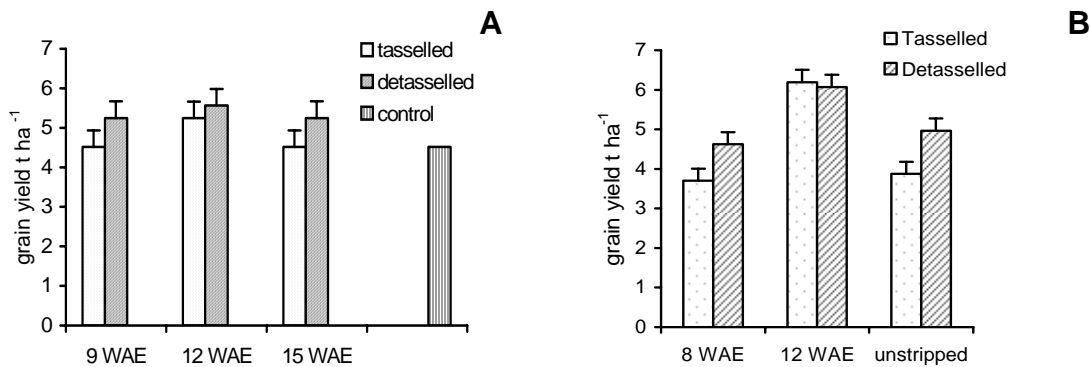 A
7
6
5
4
3
2
1
0
grain yield t ha-1
tasselled
detasselled
control
9 WAE 12 WAE 15 WAE
B
7
6
5
4
3
2
1
0
grain yield t ha-1
Tasselled
Detasselled
8 WAE 12 WAE unstripped